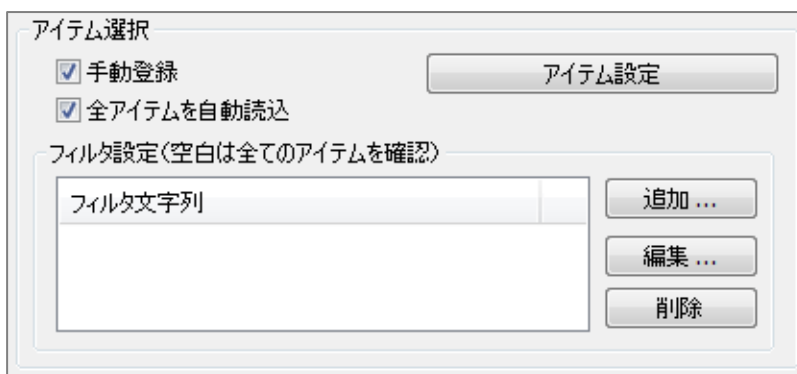 アイテム選択
手動登録
アイテム設定
全アイテムを自動読込
フィルタ設定(空白は全てのアイテムを確認)
フィルタ文字列
追加 ...
編集 ...
削除